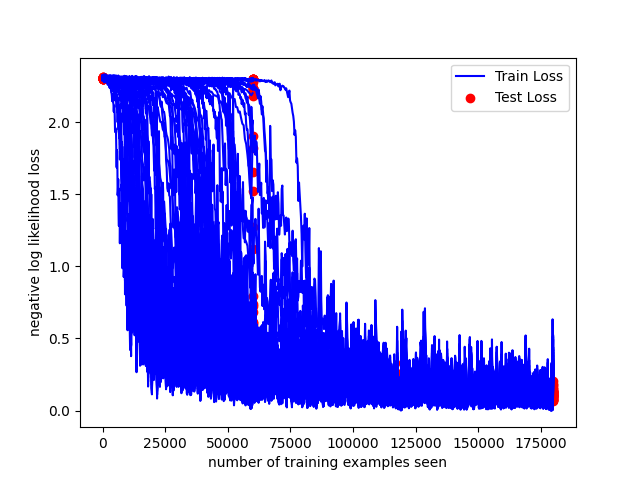 Train Loss
Test Loss
negative log likelihood loss
2.0
1.5
1.0
0.5
0.0
0 25000 50000 75000 100000 125000 150000 175000
number of training examples seen